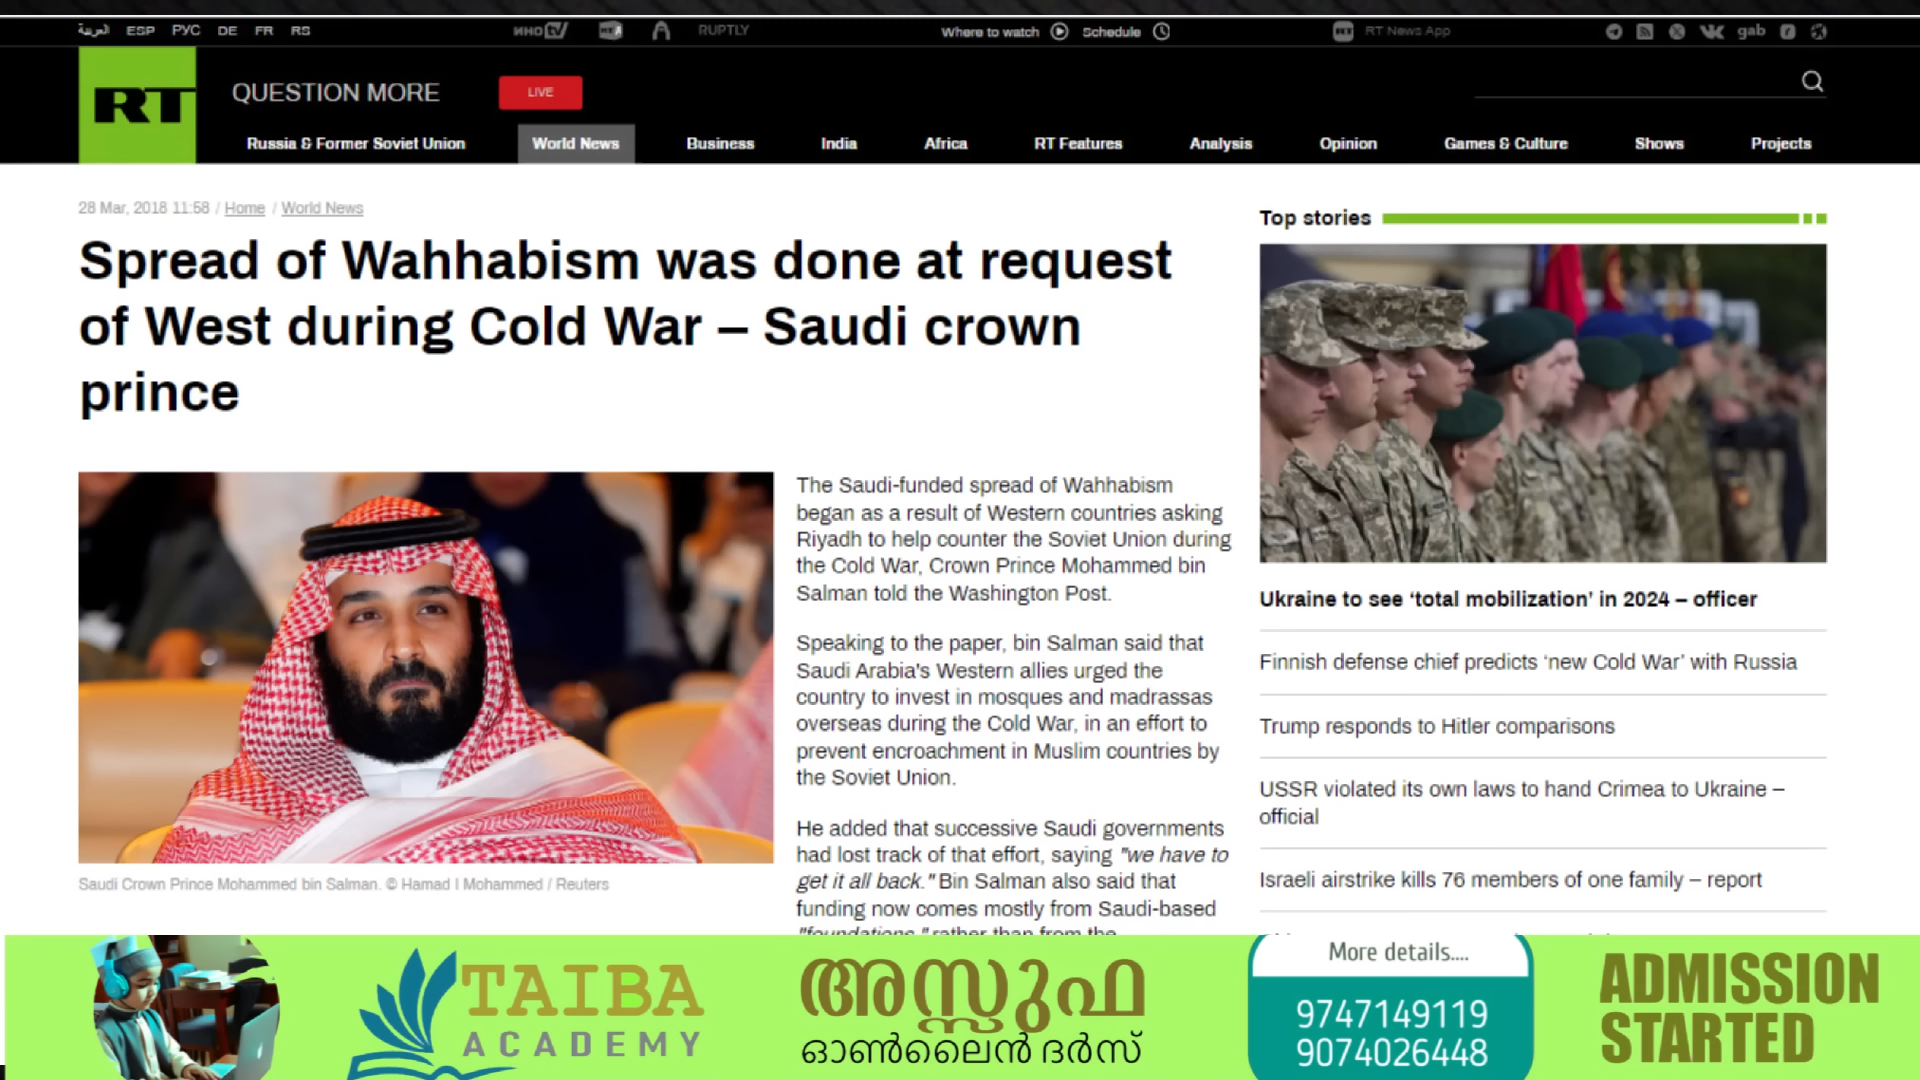 العربية ESP РУС DE FR RS ИНОTV RUPTLY Where to watch Schedule RT News App gab
RT QUESTION MORE LIVE
Russia & Former Soviet Union World News Business India Africa RT Features Analysis Opinion Games & Culture Shows Projects
28 Mar, 2018 11:58 / Home / World News
Spread of Wahhabism was done at request
of West during Cold War – Saudi crown
prince
The Saudi-funded spread of Wahhabism
began as a result of Western countries asking
Riyadh to help counter the Soviet Union during
the Cold War, Crown Prince Mohammed bin
Salman told the Washington Post.
Speaking to the paper, bin Salman said that
Saudi Arabia's Western allies urged the
country to invest in mosques and madrassas
overseas during the Cold War, in an effort to
prevent encroachment in Muslim countries by
the Soviet Union.
He added that successive Saudi governments
had lost track of that effort, saying "we have to
get it all back." Bin Salman also said that
funding now comes mostly from Saudi-based
"foundations," rather than from the
Saudi Crown Prince Mohammed bin Salman. © Hamad I Mohammed / Reuters
Top stories
Ukraine to see ‘total mobilization’ in 2024 – officer
Finnish defense chief predicts ‘new Cold War’ with Russia
Trump responds to Hitler comparisons
USSR violated its own laws to hand Crimea to Ukraine –
official
Israeli airstrike kills 76 members of one family – report
TAIBA
ACADEMY
അസ്സുഫ
ഓൺലൈൻ ദർസ്
More details....
9747149119
9074026448
ADMISSION
STARTED